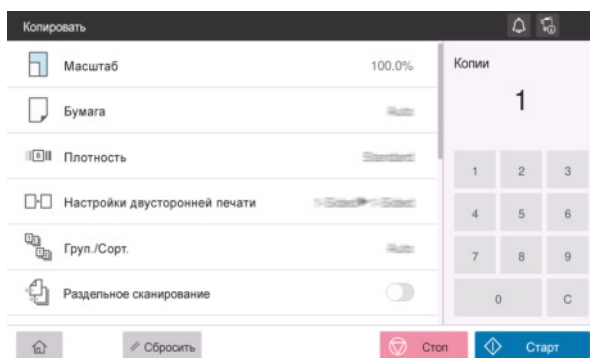 Копировать
Масштаб 100.0%
Бумага
Плотность
Настройки двусторонней печати
Груп./Сорт.
Раздельное сканирование
Копии
1
1 2 3
4 5 6
7 8 9
0 C
Сбросить
Стоп
Старт